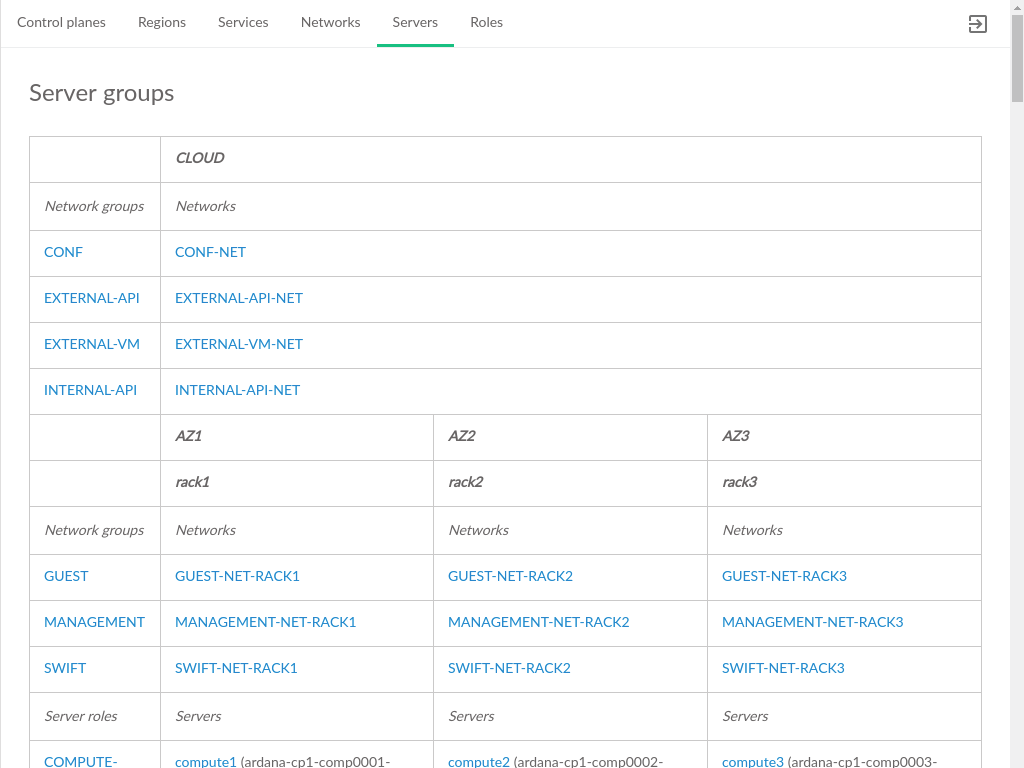 Control planes Regions Services Networks Servers Roles
Server groups
CLOUD
Network groups Networks
CONF CONF-NET
EXTERNAL-API EXTERNAL-API-NET
EXTERNAL-VM EXTERNAL-VM-NET
INTERNAL-API INTERNAL-API-NET
AZ1 AZ2 AZ3
rack1 rack2 rack3
Network groups Networks Networks Networks
GUEST GUEST-NET-RACK1 GUEST-NET-RACK2 GUEST-NET-RACK3
MANAGEMENT MANAGEMENT-NET-RACK1 MANAGEMENT-NET-RACK2 MANAGEMENT-NET-RACK3
SWIFT SWIFT-NET-RACK1 SWIFT-NET-RACK2 SWIFT-NET-RACK3
Server roles Servers Servers Servers
COMPUTE- compute1 (ardana-cp1-comp0001- compute2 (ardana-cp1-comp0002- compute3 (ardana-cp1-comp0003-